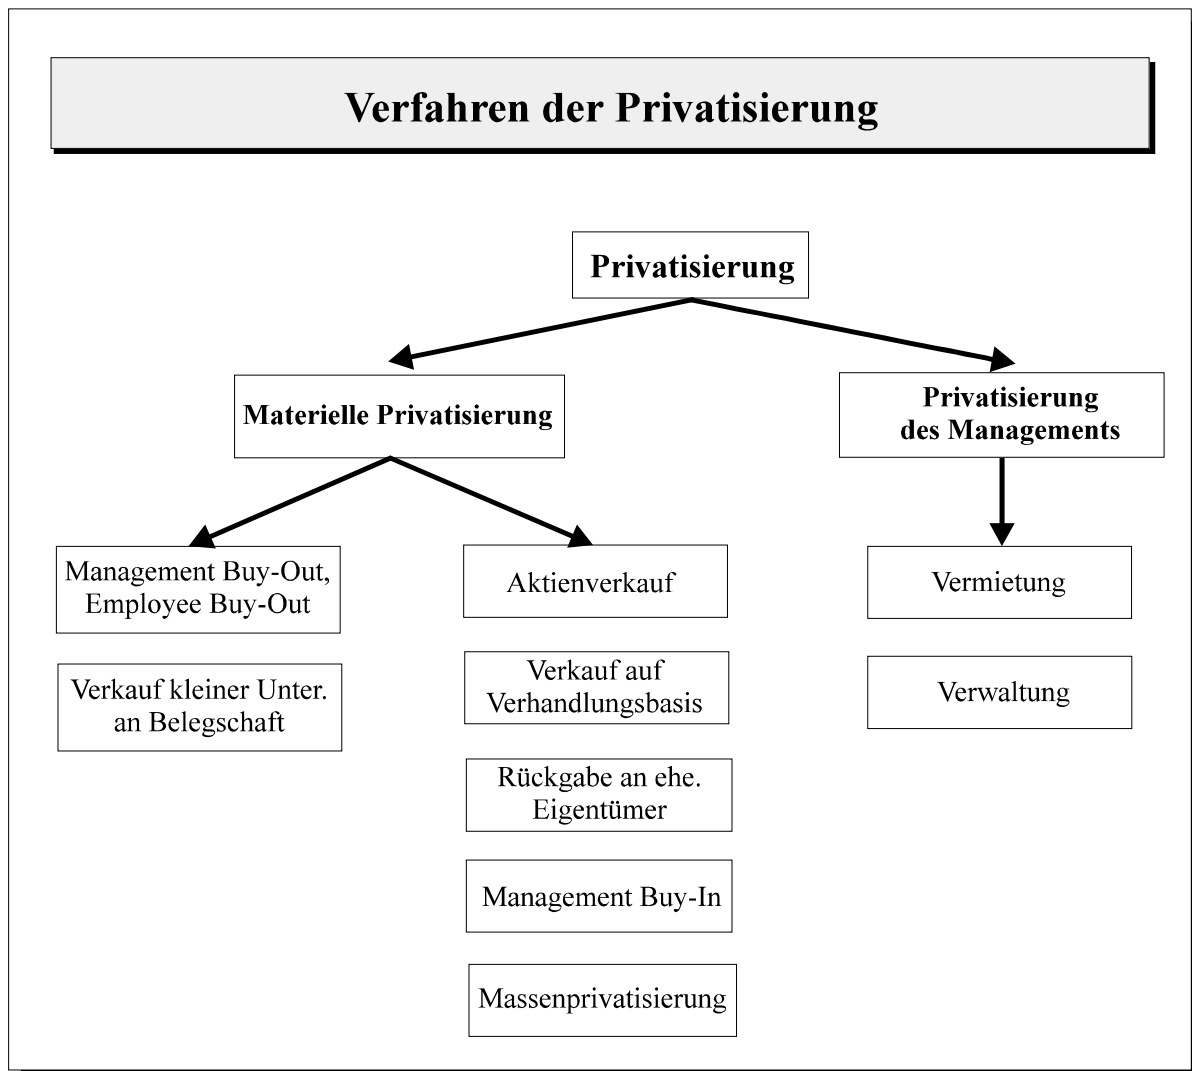 Verfahren der Privatisierung
Privatisierung
Materielle Privatisierung
Privatisierung
des Managements
Management Buy-Out,
Employee Buy-Out
Verkauf kleiner Unter.
an Belegschaft
Aktienverkauf
Verkauf auf
Verhandlungsbasis
Rückgabe an ehe.
Eigentümer
Management Buy-In
Massenprivatisierung
Vermietung
Verwaltung